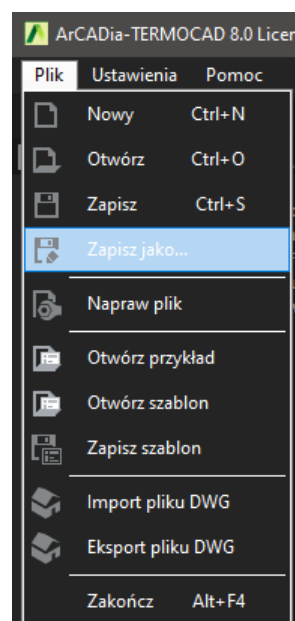 ArCADia-TERMOCAD 8.0 Licen
Plik Ustawienia Pomoc
Nowy Ctrl+N
Otwórz Ctrl+O
Zapisz Ctrl+S
Zapisz jako...
Napraw plik
Otwórz przykład
Otwórz szablon
Zapisz szablon
Import pliku DWG
Eksport pliku DWG
Zakończ Alt+F4